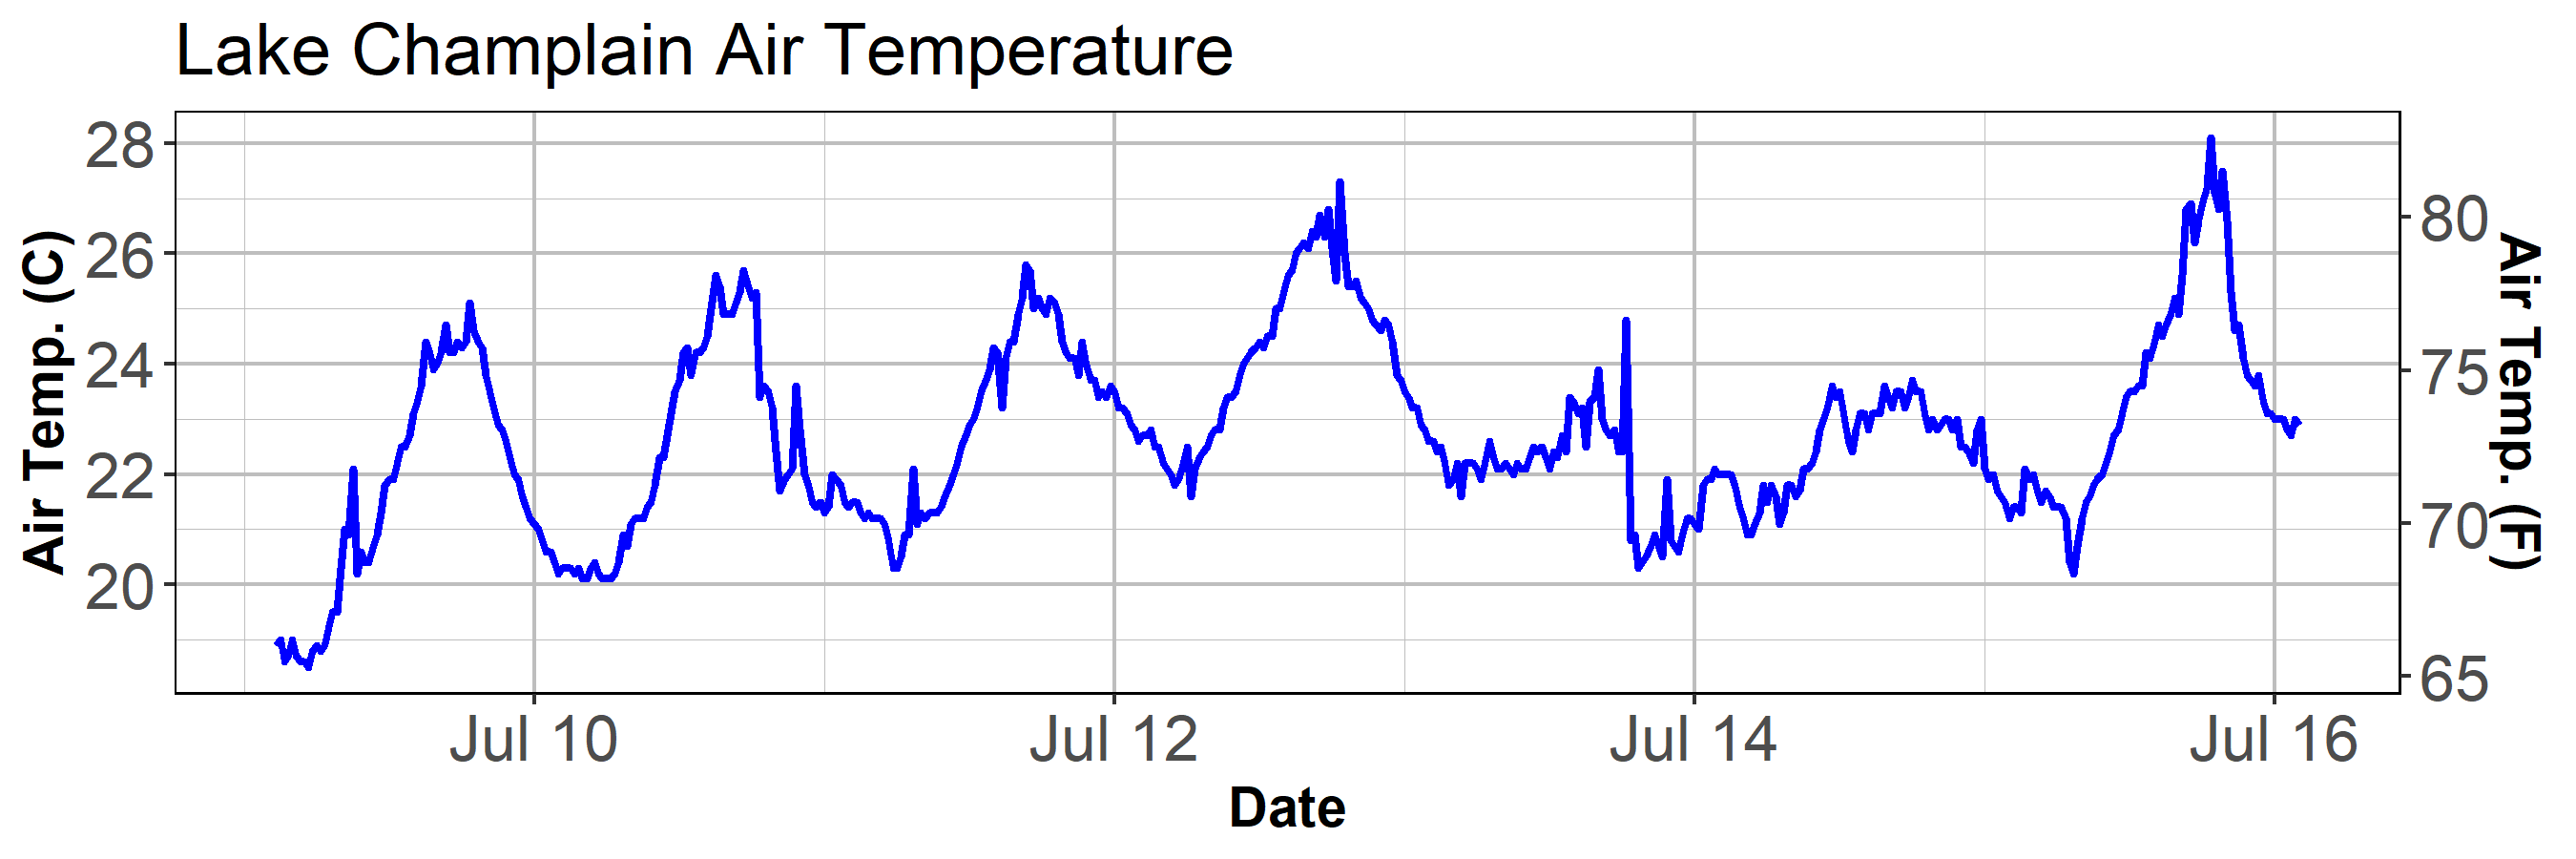 Lake Champlain Air Temperature
28
26
24
22
20
Air Temp. (C)
80
75
70
65
Air Temp. (F)
Jul 10
Jul 12
Jul 14
Jul 16
Date